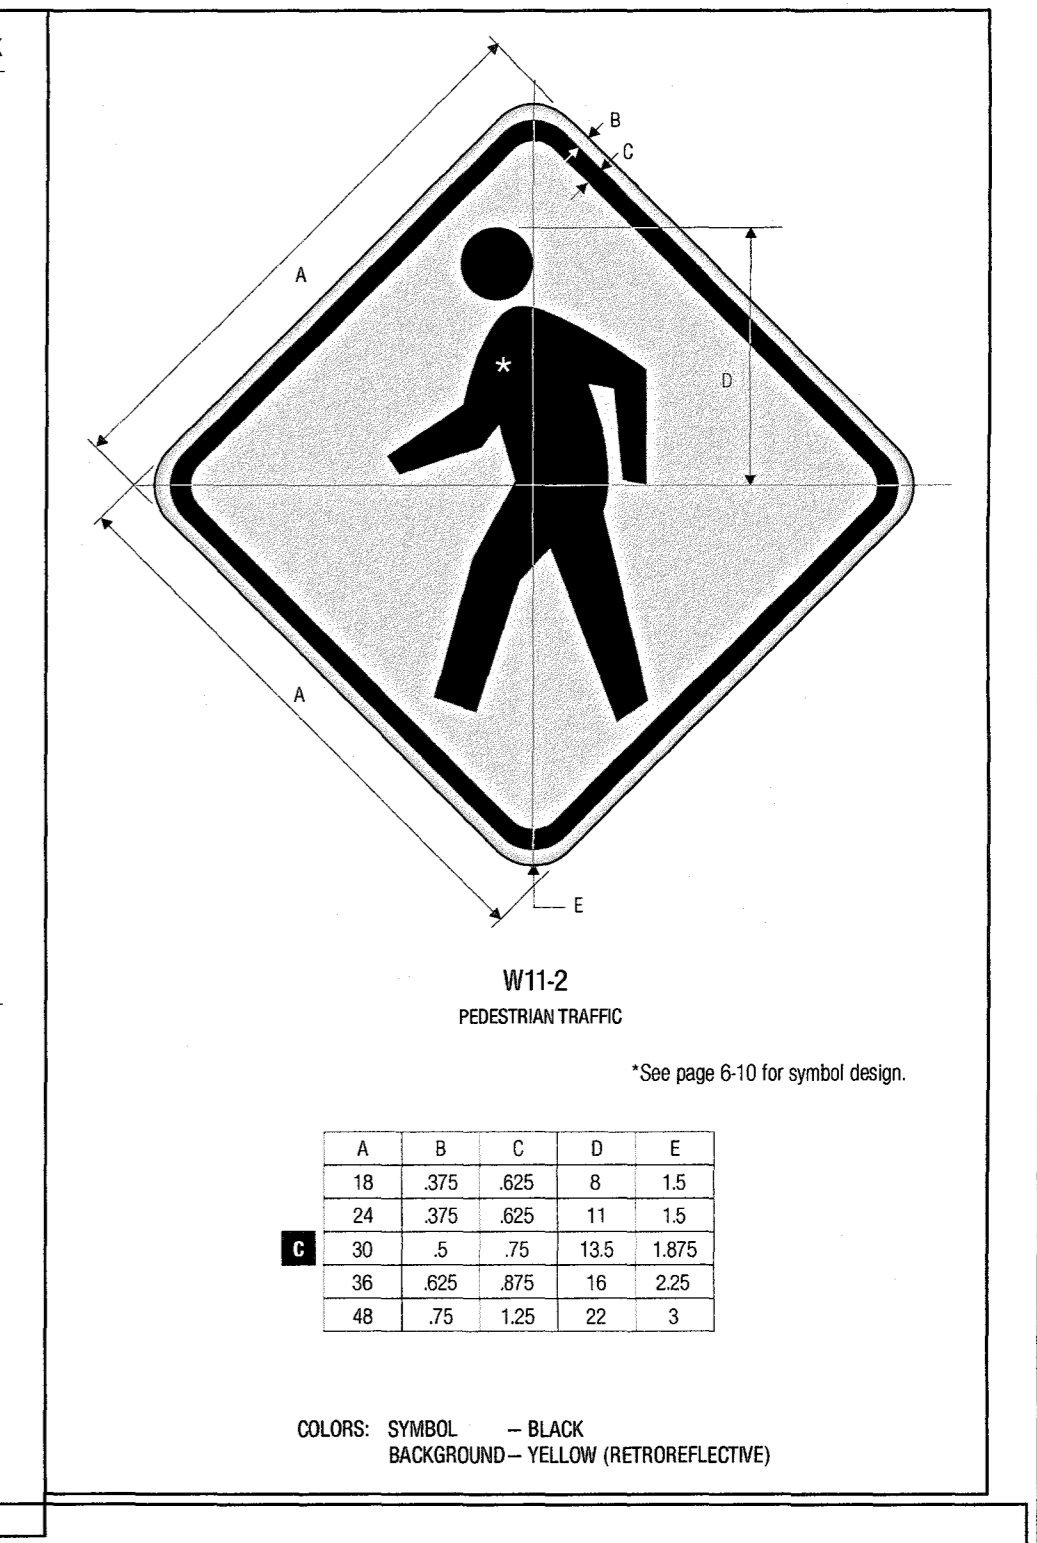 B
C
A
*
D
A
E
W11-2
PEDESTRIAN TRAFFIC
*See page 6-10 for symbol design.
A B C D E
18 .375 .625 8 1.5
24 .375 .625 11 1.5
C 30 .5 .75 13.5 1.875
36 .625 .875 16 2.25
48 .75 1.25 22 3
COLORS: SYMBOL – BLACK
BACKGROUND – YELLOW (RETROREFLECTIVE)